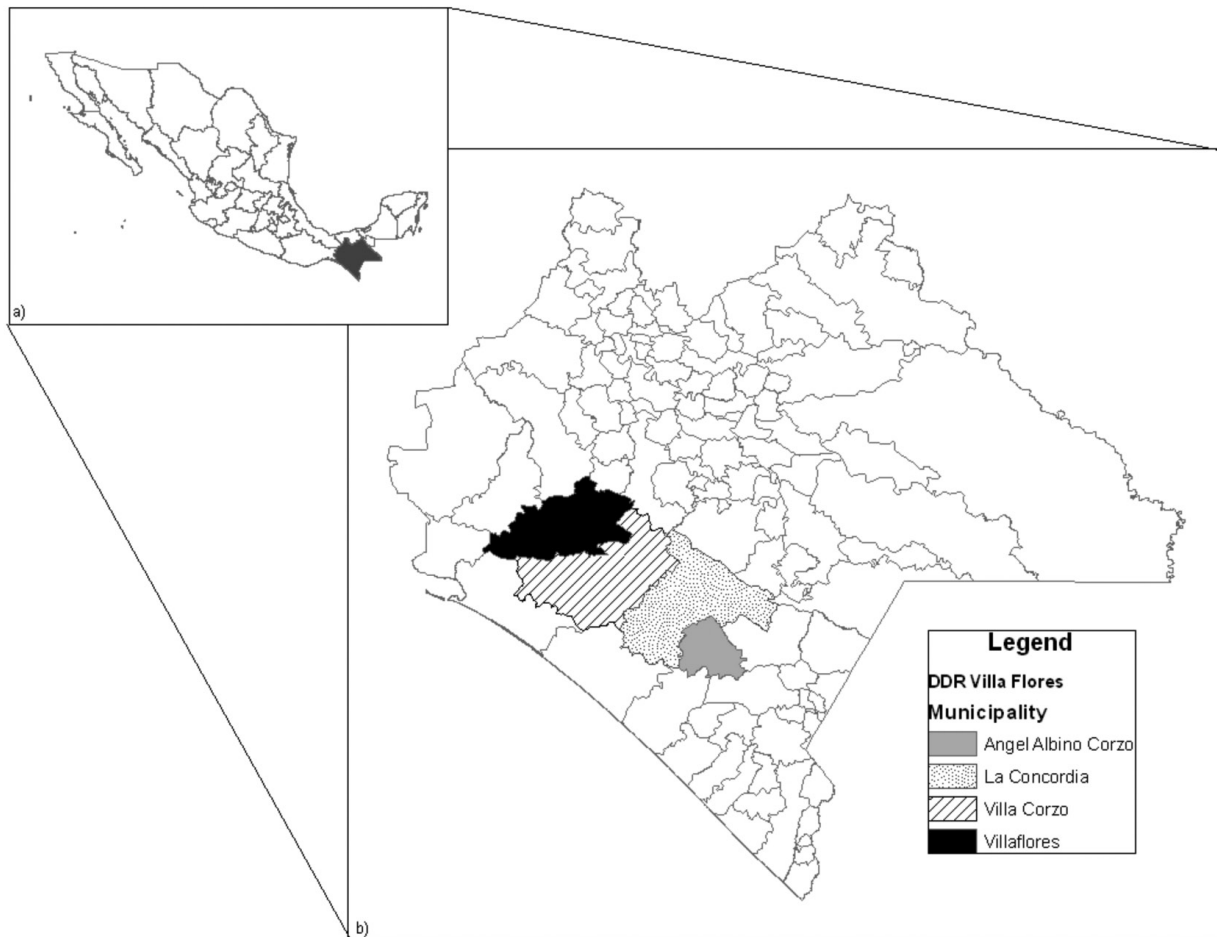 a)
Legend
DDR Villa Flores
Municipality
Angel Albino Corzo
La Concordia
Villa Corzo
Villaflores
b)